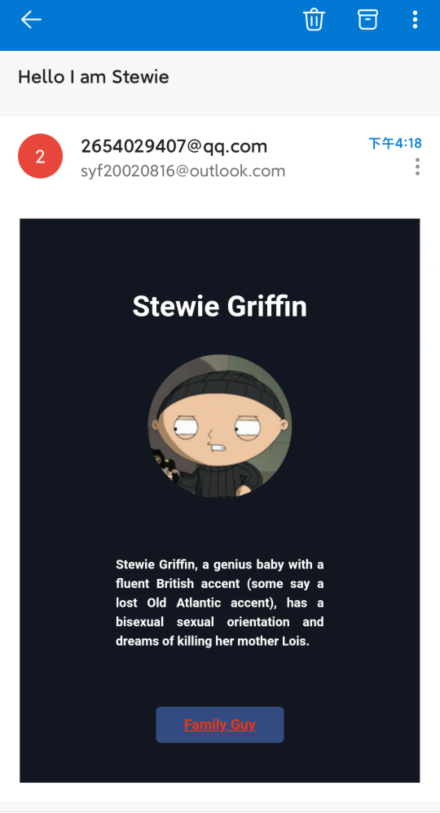 Hello I am Stewie
2
2654029407@qq.com
下午4:18
syf20020816@outlook.com
Stewie Griffin
Stewie Griffin, a genius baby with a
fluent British accent (some say a
lost Old Atlantic accent), has a
bisexual sexual orientation and
dreams of killing her mother Lois.
Family Guy